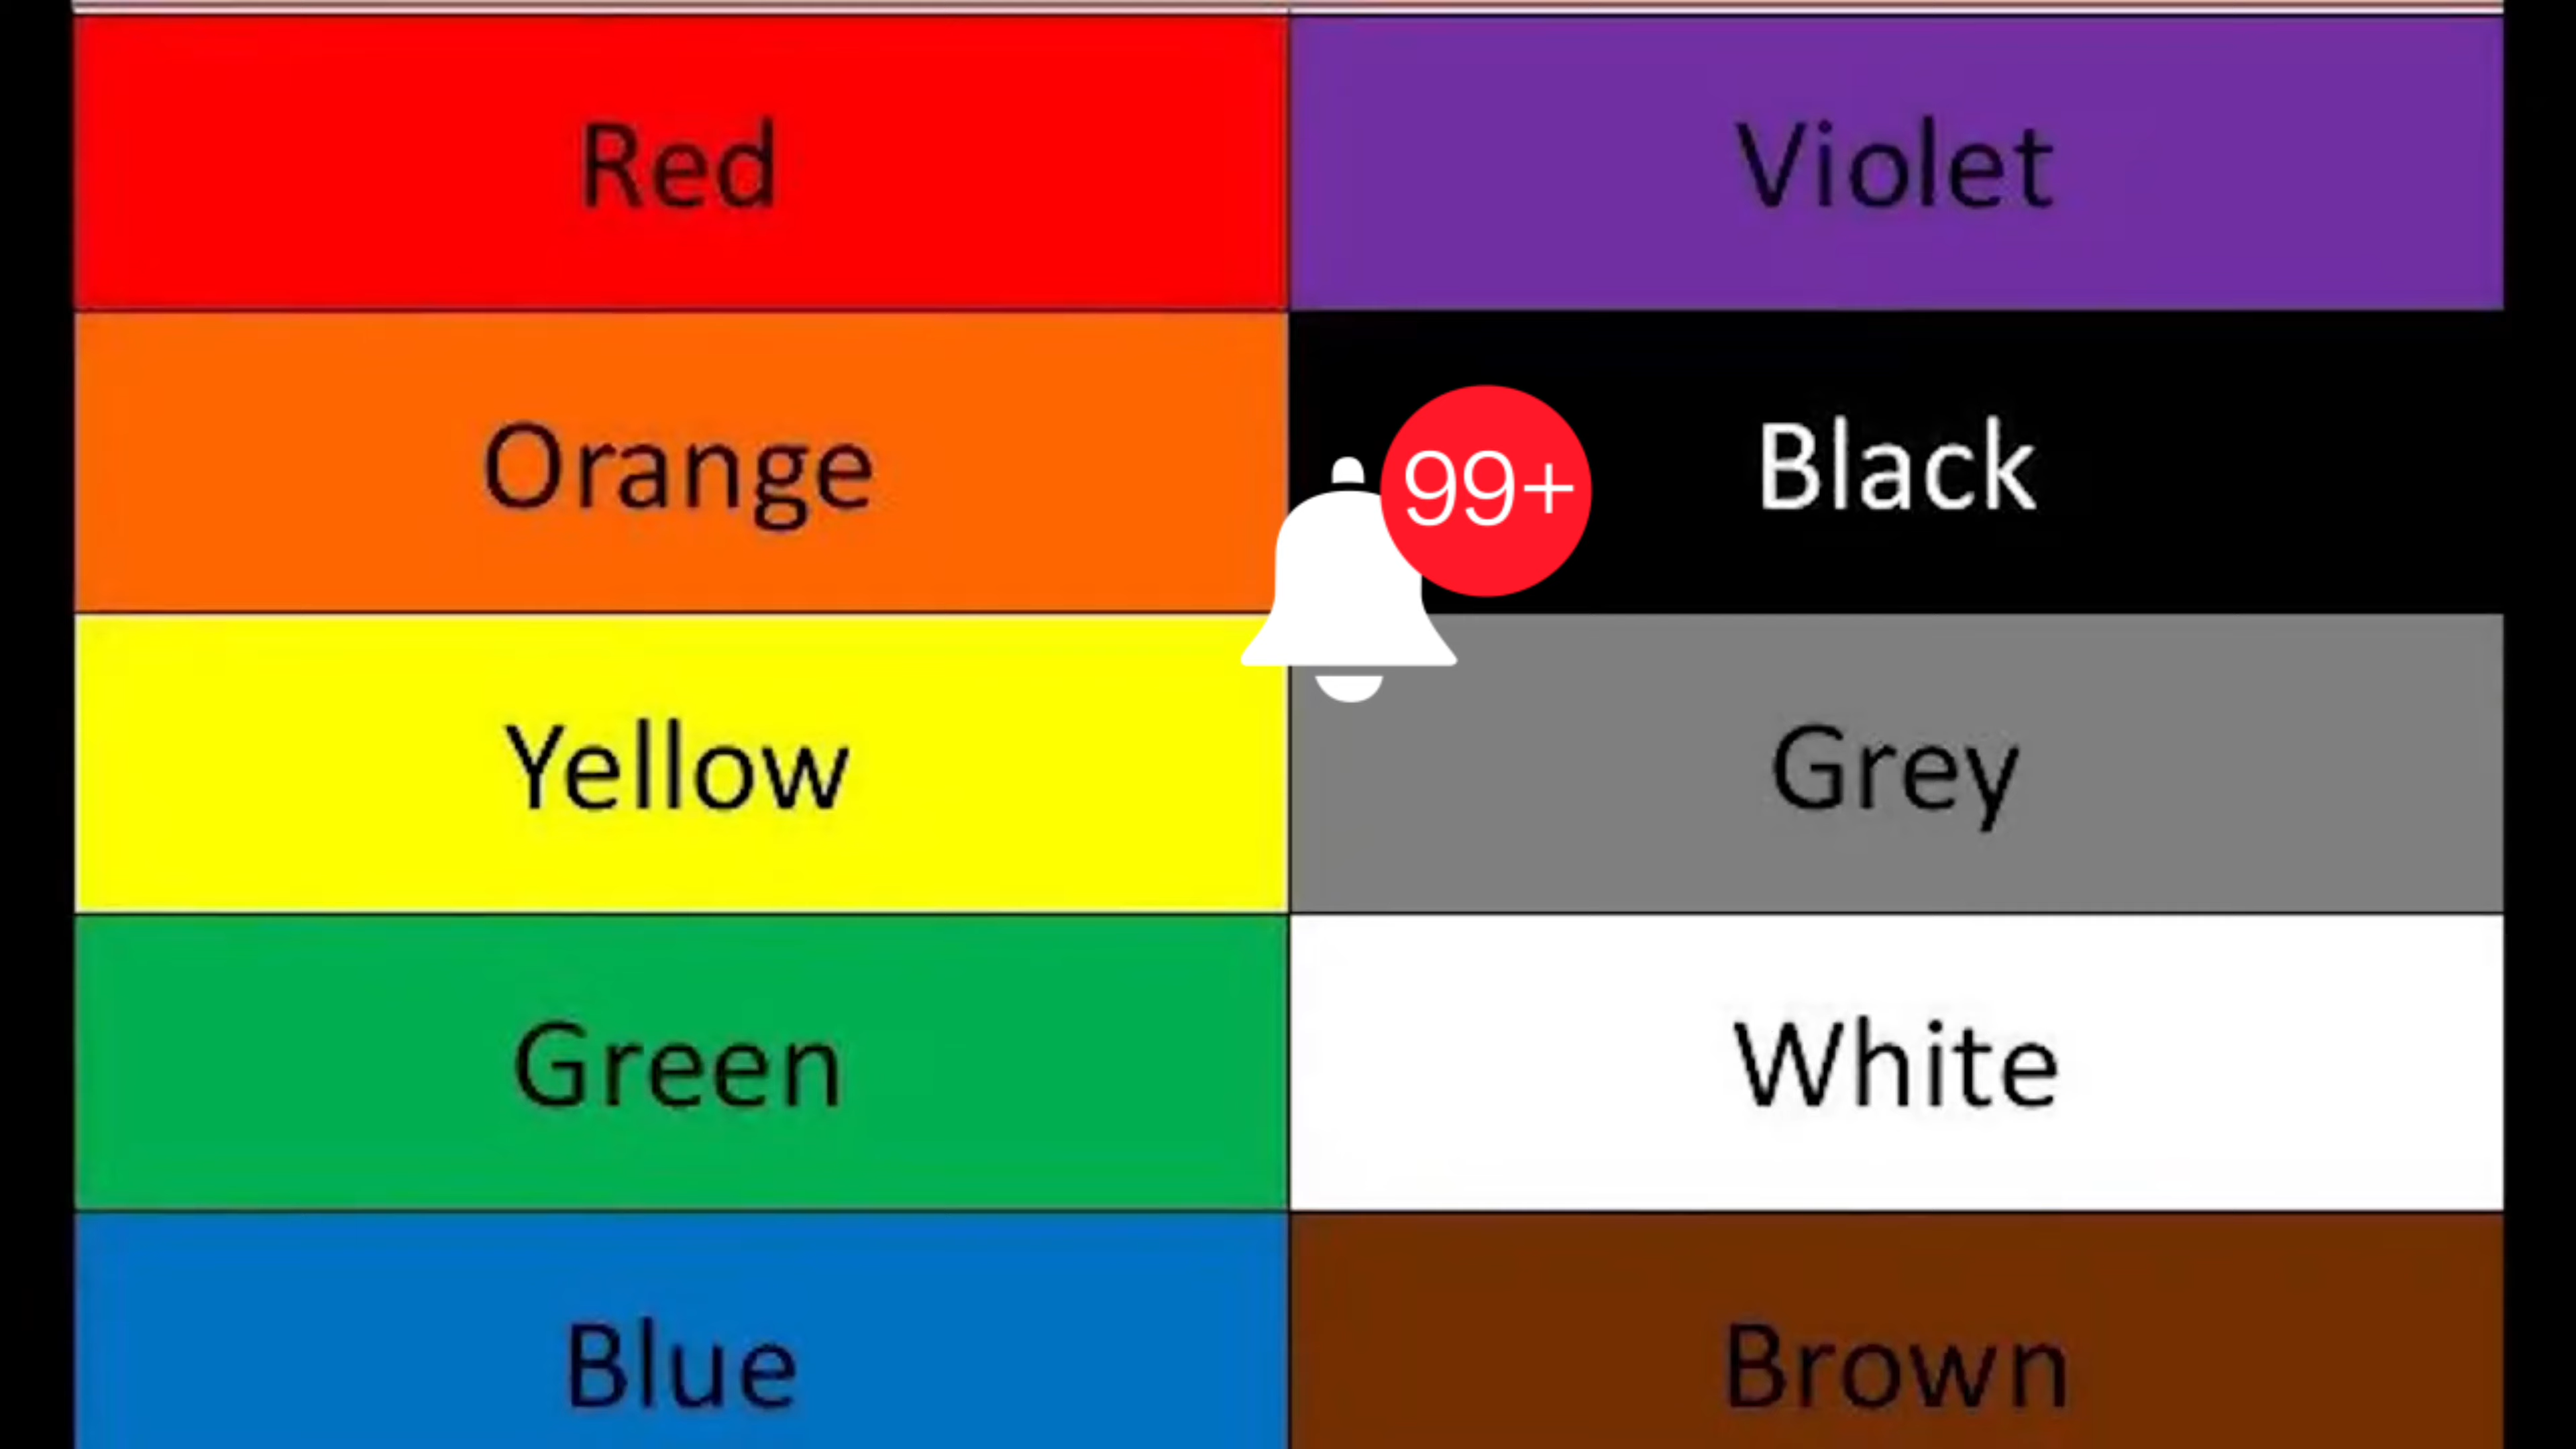 Red
Violet
Orange
Black
99+
Yellow
Grey
Green
White
Blue
Brown